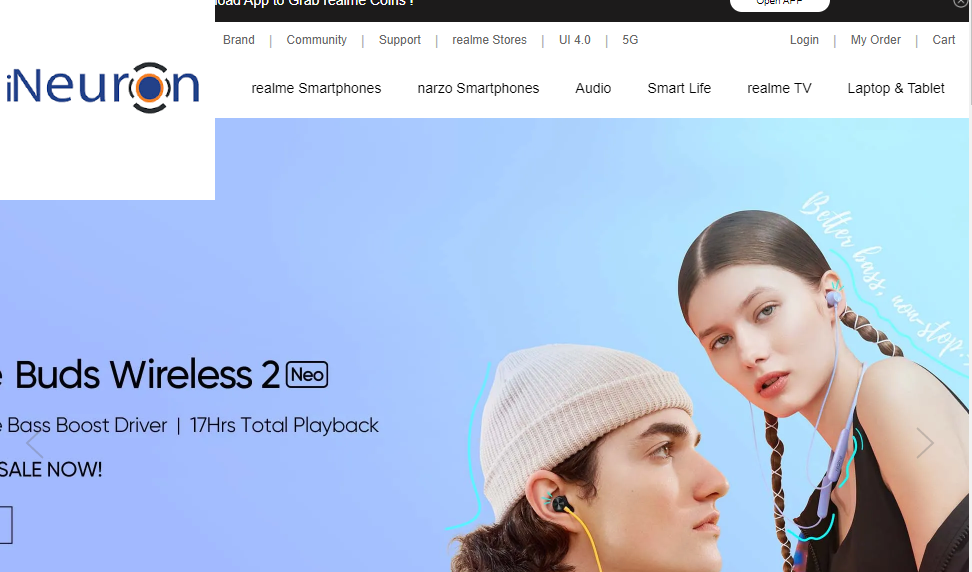 load App to Grab realme Coins !
Open APP
Brand | Community | Support | realme Stores | UI 4.0 | 5G
Login | My Order | Cart
iNeuron
realme Smartphones narzo Smartphones Audio Smart Life realme TV Laptop & Tablet
Better bass, non-stop.
e Buds Wireless 2 Neo
e Bass Boost Driver | 17Hrs Total Playback
SALE NOW!